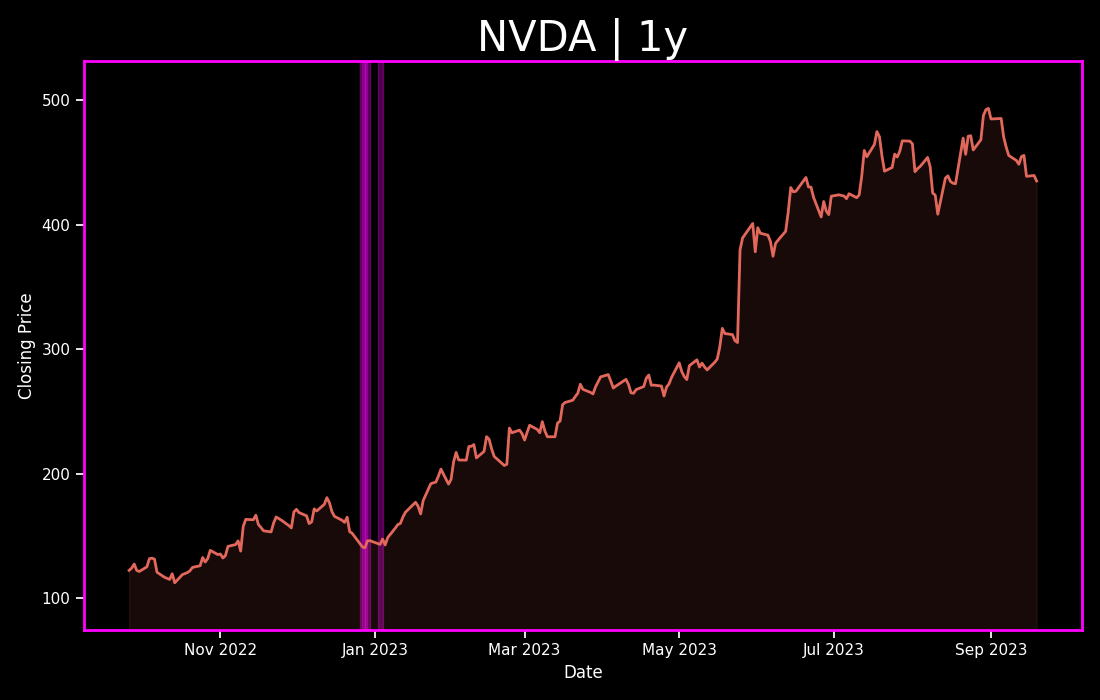 NVDA | 1y
Closing Price
500
400
300
200
100
Nov 2022
Jan 2023
Mar 2023
May 2023
Jul 2023
Sep 2023
Date